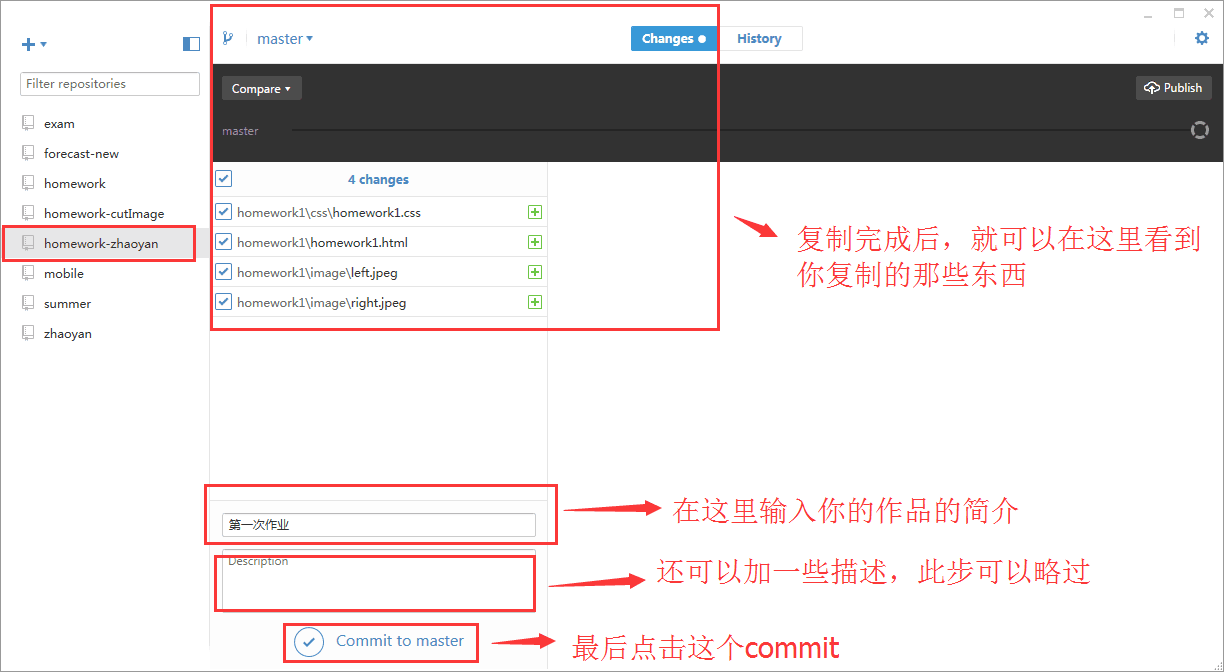 master
Changes
History
Filter repositories
Compare
Publish
master
exam
forecast-new
homework
homework-cutImage
homework-zhaoyan
mobile
summer
zhaoyan
4 changes
homework1\css\homework1.css
homework1\homework1.html
homework1\image\left.jpeg
homework1\image\right.jpeg
复制完成后，就可以在这里看到
你复制的那些东西
第一次作业
在这里输入你的作品的简介
Description
还可以加一些描述，此步可以略过
Commit to master
最后点击这个commit